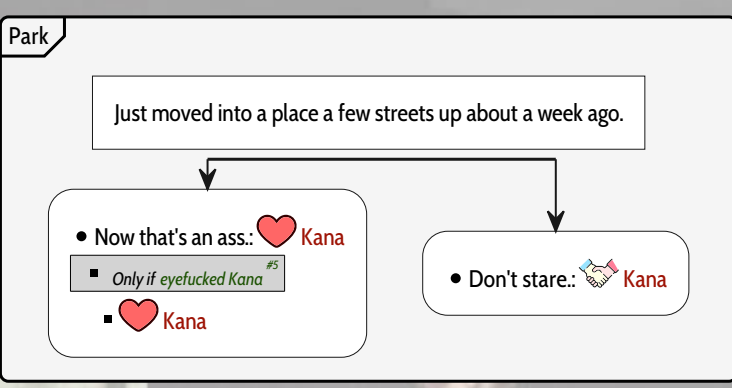 Park
Just moved into a place a few streets up about a week ago.
Now that's an ass.: Kana
Only if eyefucked Kana #5
Kana
Don't stare.: Kana